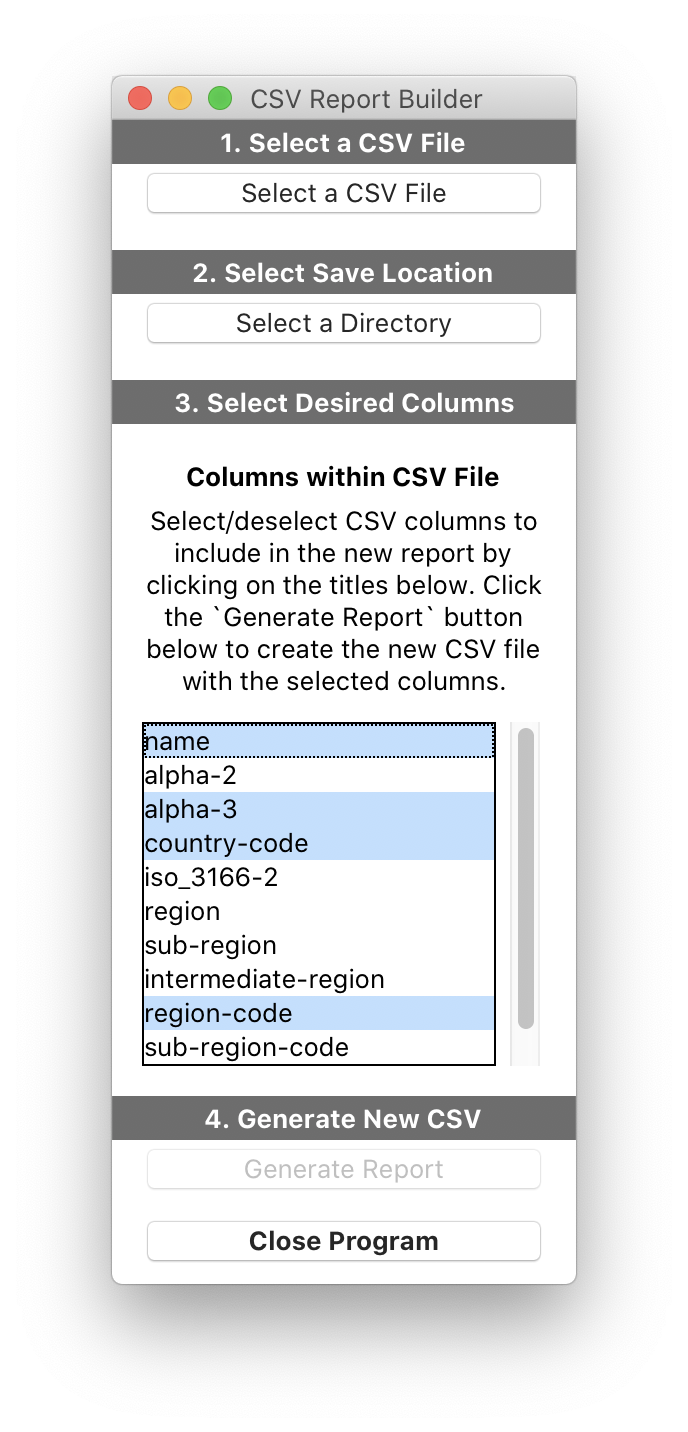 CSV Report Builder
1. Select a CSV File
Select a CSV File
2. Select Save Location
Select a Directory
3. Select Desired Columns
Columns within CSV File
Select/deselect CSV columns to
include in the new report by
clicking on the titles below. Click
the `Generate Report` button
below to create the new CSV file
with the selected columns.
name
alpha-2
alpha-3
country-code
iso_3166-2
region
sub-region
intermediate-region
region-code
sub-region-code
4. Generate New CSV
Generate Report
Close Program